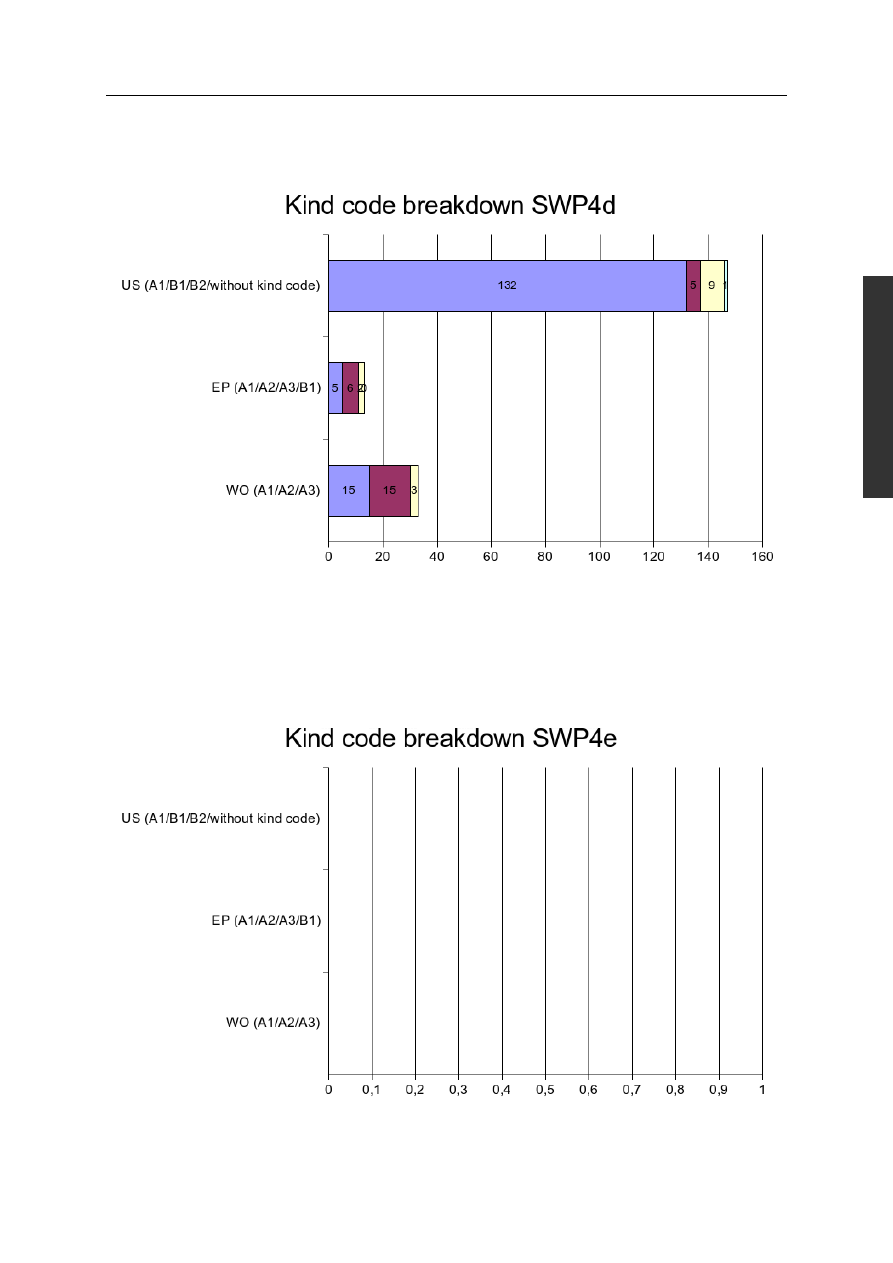 Kind code breakdown SWP4d
US (A1/B1/B2/without kind code)
132 5 9 1
EP (A1/A2/A3/B1)
5 6 2 0
WO (A1/A2/A3)
15 15 3
0 20 40 60 80 100 120 140 160
Kind code breakdown SWP4e
US (A1/B1/B2/without kind code)
EP (A1/A2/A3/B1)
WO (A1/A2/A3)
0 0,1 0,2 0,3 0,4 0,5 0,6 0,7 0,8 0,9 1